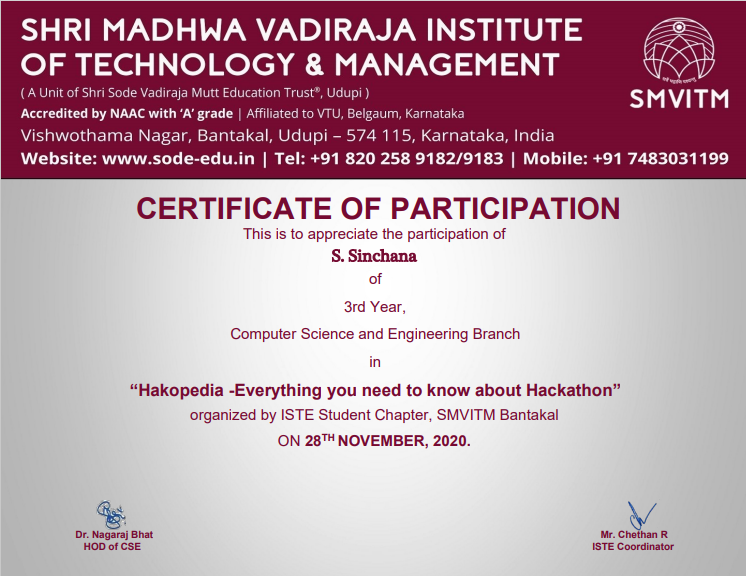 SHRI MADHWA VADIRAJA INSTITUTE
OF TECHNOLOGY & MANAGEMENT
( A Unit of Shri Sode Vadiraja Mutt Education Trust®, Udupi )
Accredited by NAAC with ‘A’ grade | Affiliated to VTU, Belgaum, Karnataka
Vishwothama Nagar, Bantakal, Udupi – 574 115, Karnataka, India
Website: www.sode-edu.in | Tel: +91 820 258 9182/9183 | Mobile: +91 7483031199
SMVITM
CERTIFICATE OF PARTICIPATION
This is to appreciate the participation of
S. Sinchana
of
3rd Year,
Computer Science and Engineering Branch
in
“Hakopedia -Everything you need to know about Hackathon”
organized by ISTE Student Chapter, SMVITM Bantakal
ON 28TH NOVEMBER, 2020.
Dr. Nagaraj Bhat
HOD of CSE
Mr. Chethan R
ISTE Coordinator